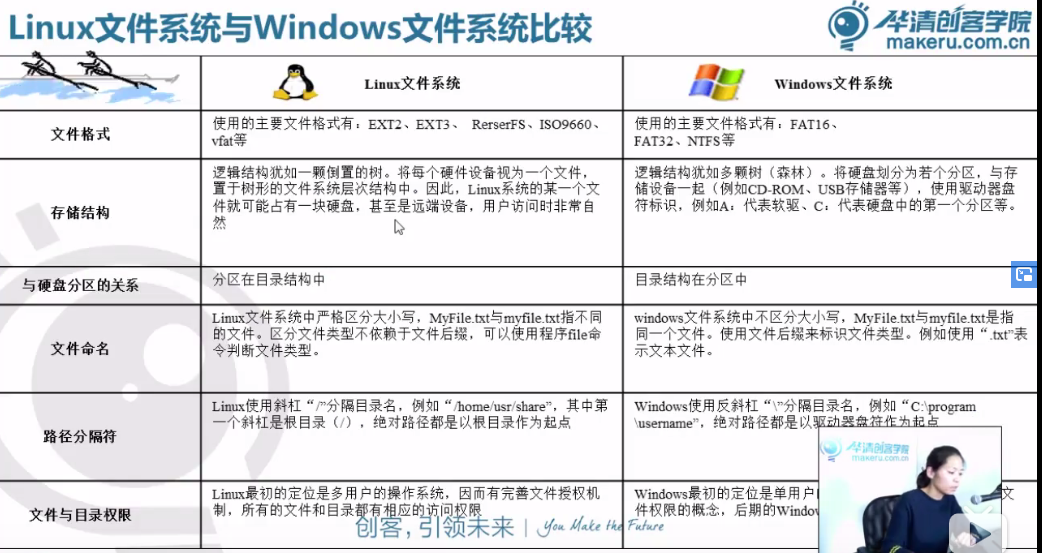 Linux文件系统与Windows文件系统比较
华清创客学院
makeru.com.cn
Linux文件系统
Windows文件系统
文件格式
使用的主要文件格式有：EXT2、EXT3、 RerserFS、ISO9660、
vfat等
使用的主要文件格式有：FAT16、
FAT32、NTFS等
存储结构
逻辑结构犹如一颗倒置的树。将每个硬件设备视为一个文件，
置于树形的文件系统层次结构中。因此，Linux系统的某一个文
件就可能占有一块硬盘，甚至是远端设备，用户访问时非常自
然
逻辑结构犹如多颗树（森林）。将硬盘划分为若个分区，与存
储设备一起（例如CD-ROM、USB存储器等），使用驱动器盘
符标识，例如A：代表软驱、C：代表硬盘中的第一个分区等。
与硬盘分区的关系
分区在目录结构中
目录结构在分区中
文件命名
Linux文件系统中严格区分大小写，MyFile.txt与myfile.txt指不同
的文件。区分文件类型不依赖于文件后缀，可以使用程序file命
令判断文件类型。
windows文件系统中不区分大小写，MyFile.txt与myfile.txt是指
同一个文件。使用文件后缀来标识文件类型。例如使用“.txt”表
示文本文件。
路径分隔符
Linux使用斜杠“/”分隔目录名，例如“/home/usr/share”，其中第
一个斜杠是根目录（/），绝对路径都是以根目录作为起点
Windows使用反斜杠“\”分隔目录名，例如“C:\program
\username”，绝对路径都是以驱动器盘符作为起点
华清创客学院
makeru.com.cn
文件与目录权限
Linux最初的定位是多用户的操作系统，因而有完善文件授权机
制，所有的文件和目录都有相应的访问权限
Windows最初的定位是单用户
文
件权限的概念，后期的Window
创客,引领未来 | You Make the Future